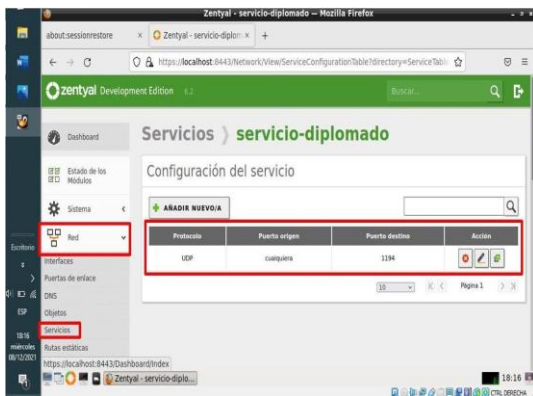 Zentyal - servicio-diplomado — Mozilla Firefox
about:sessionrestore
Zentyal - servicio-diplom
https://localhost:8443/Network/View/ServiceConfigurationTable?directory=ServiceTabl
zentyal Development Edition 6.2
Buscar...
Dashboard
Estado de los Módulos
Sistema
Red
Interfaces
Puertas de enlace
DNS
Objetos
Servicios
Rutas estáticas
Servicios
servicio-diplomado
Configuración del servicio
AÑADIR NUEVO/A
Protocolo Puerto origen Puerto destino Acción
UDP cualquiera 1194
10
Página 1
https://localhost:8443/Dashboard/Index
Escritorio
ESP
18:16
miércoles
08/12/2021
Zentyal - servicio-diplo...
18:16
CTRL DERECHA